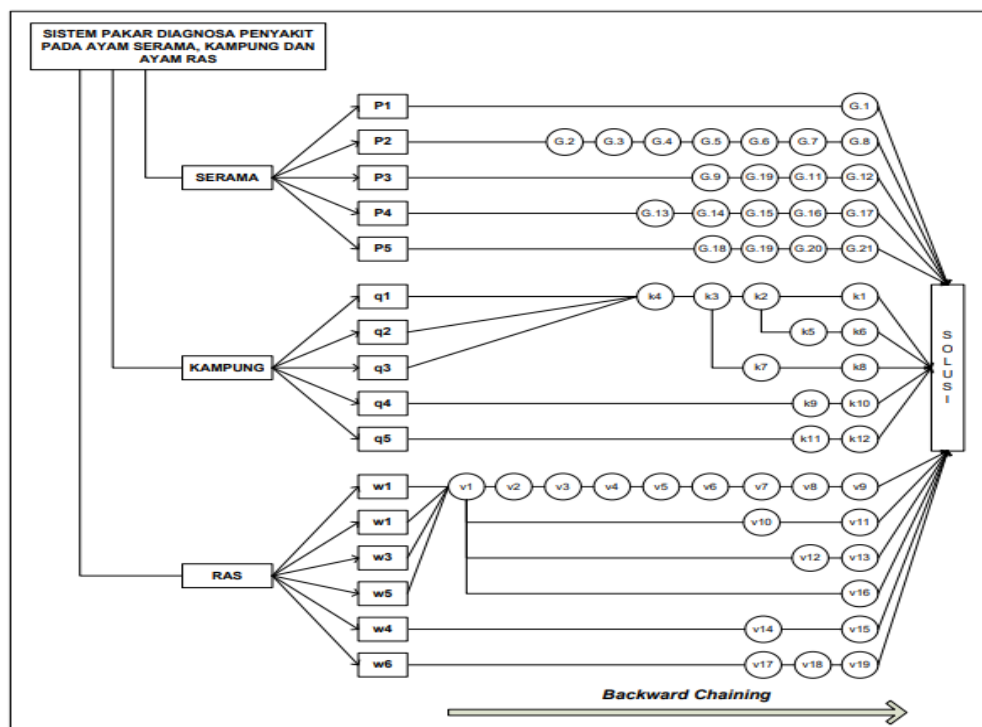 SISTEM PAKAR DIAGNOSA PENYAKIT
PADA AYAM SERAMA, KAMPUNG DAN
AYAM RAS
SERAMA
P1
G.1
P2
G.2 G.3 G.4 G.5 G.6 G.7 G.8
P3
G.9 G.19 G.11 G.12
P4
G.13 G.14 G.15 G.16 G.17
P5
G.18 G.19 G.20 G.21
KAMPUNG
q1
k4 k3 k2 k1
q2
k5 k6
q3
k7 k8
q4
k9 k10
q5
k11 k12
RAS
w1
v1 v2 v3 v4 v5 v6 v7 v8 v9
w1
v10 v11
w3
v12 v13
w5
v16
w4
v14 v15
w6
v17 v18 v19
SOLUSI
Backward Chaining